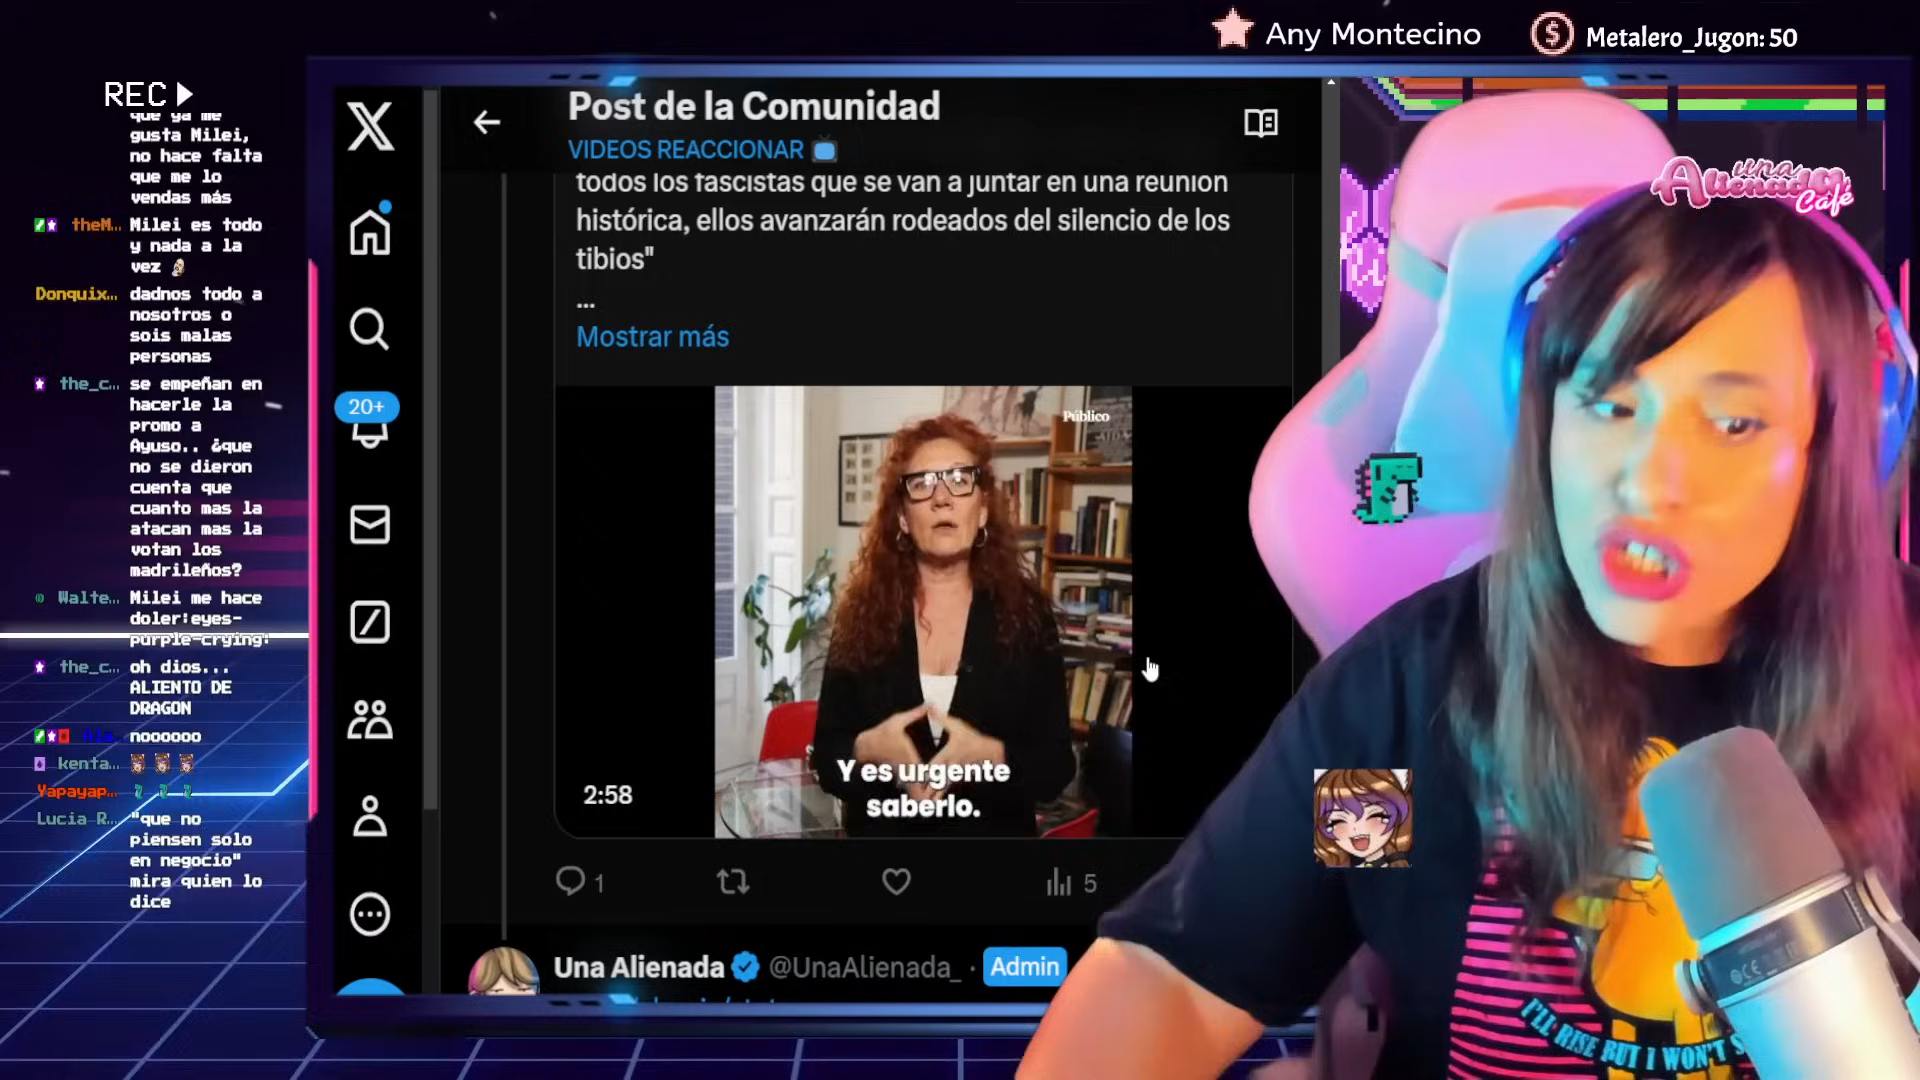 Any Montecino
Metalero_Jugon: 50
REC
que ya me
gusta Milei,
no hace falta
que me lo
vendas más
theM... Milei es todo
y nada a la
vez
Donquix... dadnos todo a
nosotros o
sois malas
personas
the_c... se empeñan en
hacerle la
promo a
Ayuso.. ¿que
no se dieron
cuenta que
cuanto mas la
atacan mas la
votan los
madrileños?
Walte... Milei me hace
doler:eyes-
purple-crying:
the_c... oh dios...
ALIENTO DE
DRAGON
noooooo
kenta...
Yapayap...
Lucia R... "que no
piensen solo
en negocio"
mira quien lo
dice
X
20+
Post de la Comunidad
VIDEOS REACCIONAR
todos los fascistas que se van a juntar en una reunión
histórica, ellos avanzarán rodeados del silencio de los
tibios"
...
Mostrar más
Público
Y es urgente
saberlo.
2:58
1
5
Una Alienada @UnaAlienada_ · Admin
una
Alienada
Café
I'LL RISE BUT I WON'T